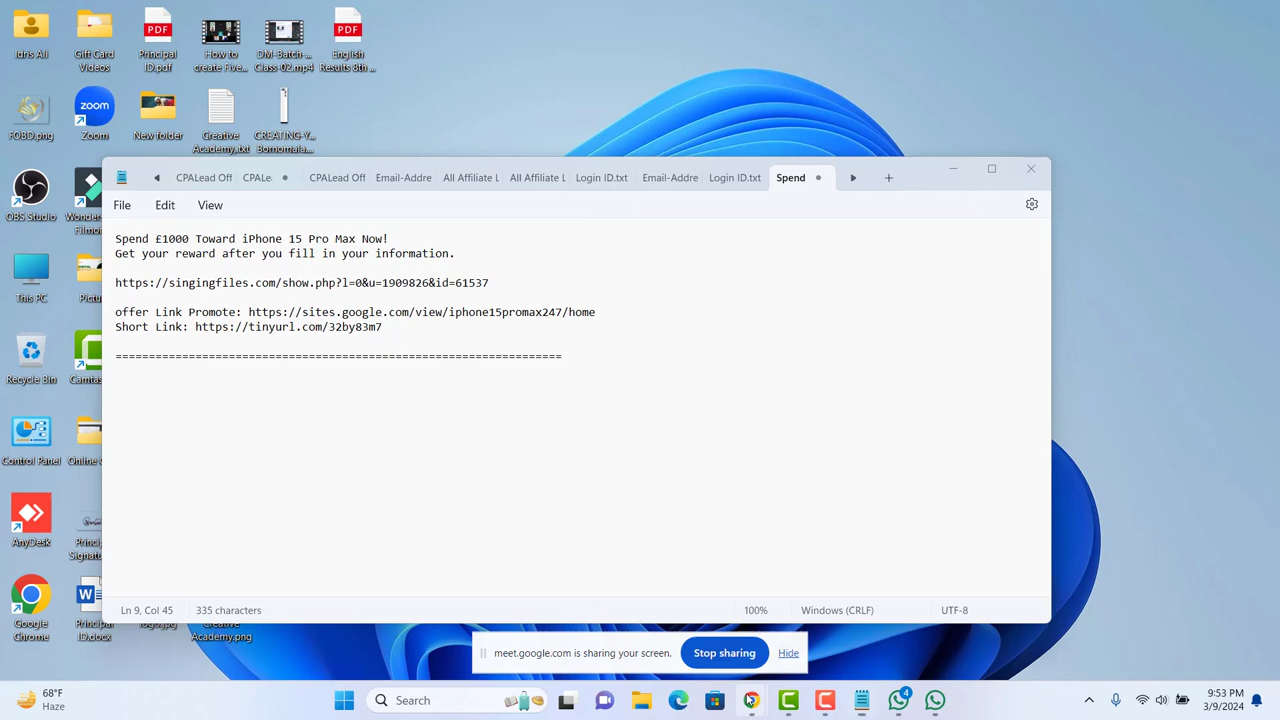 Idris Ali
Gift Card Videos
Principal ID.pdf
How to create Five...
DM-Batch-... Class-02.mp4
English Results 8th ...
PDF
PDF
FOBD.png
zoom
Zoom
New folder
Creative Academy.txt
CREATING-Y... Bornomala...
OBS Studio
This PC
Recycle Bin
Control Panel
AnyDesk
Google Chrome
Principal ID.docx
Creative Academy.png
CPALead Off
CPALe.
CPALead Off
Email-Addre
All Affiliate L
All Affiliate L
Login ID.txt
Email-Addre
Login ID.txt
Spend
File
Edit
View
Spend £1000 Toward iPhone 15 Pro Max Now!
Get your reward after you fill in your information.
https://singingfiles.com/show.php?l=0&u=1909826&id=61537
offer Link Promote: https://sites.google.com/view/iphone15promax247/home
Short Link: https://tinyurl.com/32by83m7
===================================================================
Ln 9, Col 45
335 characters
100%
Windows (CRLF)
UTF-8
meet.google.com is sharing your screen.
Stop sharing
Hide
68°F
Haze
Search
4
9:53 PM
3/9/2024